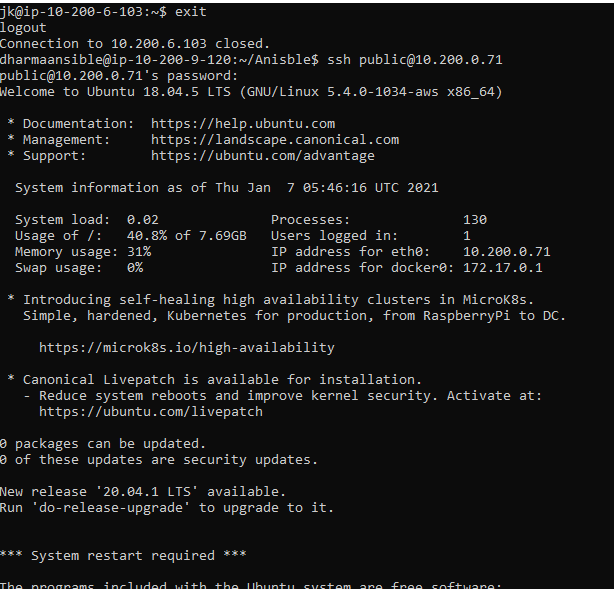 jk@ip-10-200-6-103:~$ exit
logout
Connection to 10.200.6.103 closed.
dharmaansible@ip-10-200-9-120:~/Anisble$ ssh public@10.200.0.71
public@10.200.0.71's password:
Welcome to Ubuntu 18.04.5 LTS (GNU/Linux 5.4.0-1034-aws x86_64)
* Documentation:  https://help.ubuntu.com
* Management:     https://landscape.canonical.com
* Support:        https://ubuntu.com/advantage
System information as of Thu Jan  7 05:46:16 UTC 2021
System load:  0.02              Processes:              130
Usage of /:   40.8% of 7.69GB   Users logged in:        1
Memory usage: 31%               IP address for eth0:    10.200.0.71
Swap usage:   0%                IP address for docker0: 172.17.0.1
* Introducing self-healing high availability clusters in MicroK8s.
Simple, hardened, Kubernetes for production, from RaspberryPi to DC.
https://microk8s.io/high-availability
* Canonical Livepatch is available for installation.
- Reduce system reboots and improve kernel security. Activate at:
https://ubuntu.com/livepatch
0 packages can be updated.
0 of these updates are security updates.
New release '20.04.1 LTS' available.
Run 'do-release-upgrade' to upgrade to it.
*** System restart required ***
The programs included with the Ubuntu system are free software;